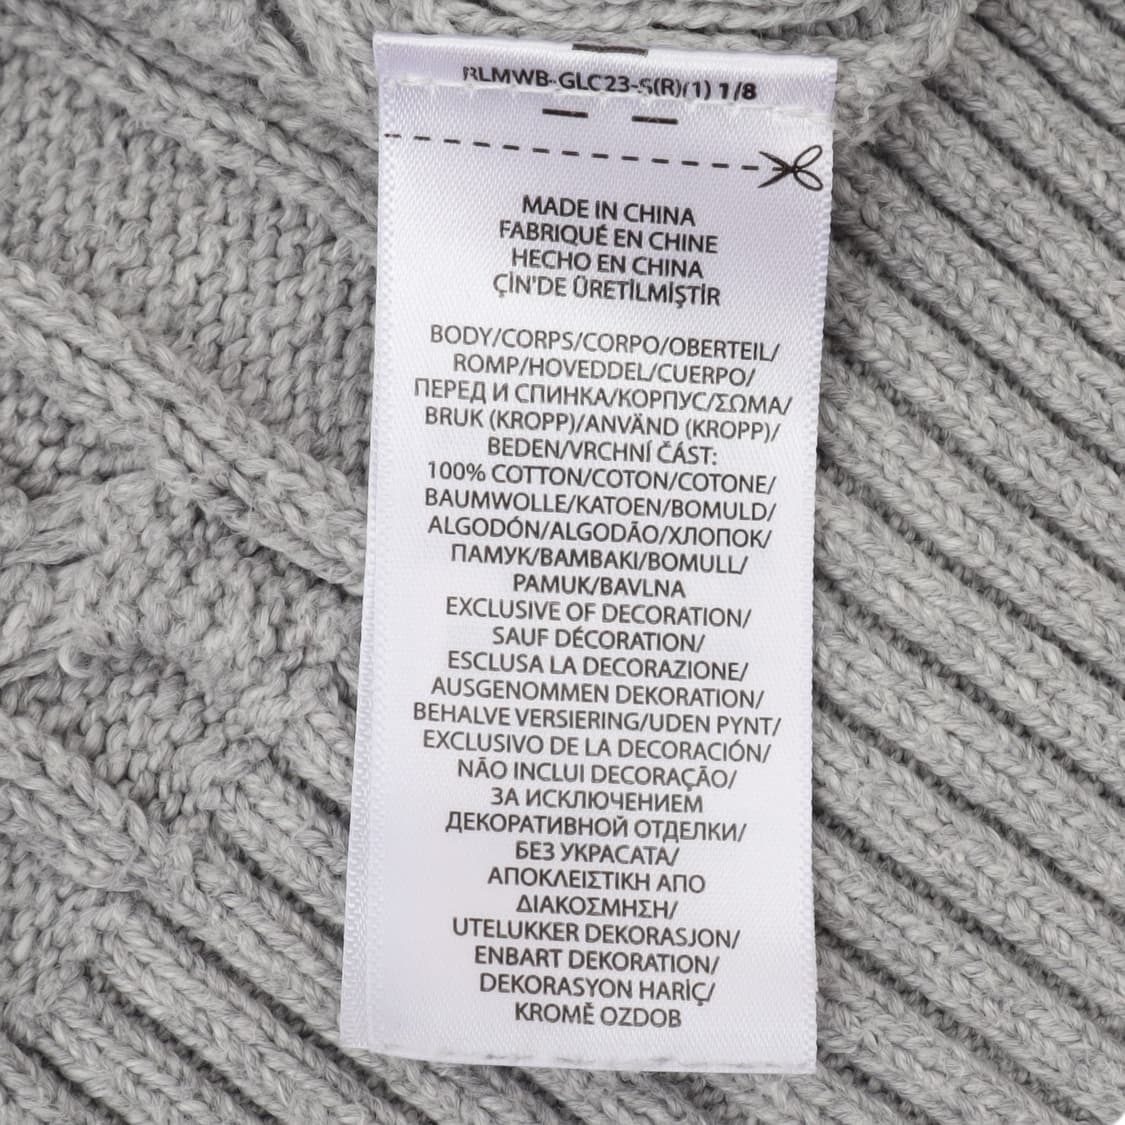 RLMWB-GLC23-S(R)(1) 1/8
MADE IN CHINA
FABRIQUÉ EN CHINE
HECHO EN CHINA
ÇİN'DE ÜRETİLMİŞTİR
BODY/CORPS/CORPO/OBERTEIL/
ROMP/HOVEDDEL/CUERPO/
ПЕРЕД И СПИНКА/КОРПУС/ΣΩΜΑ/
BRUK (KROPP)/ANVÄND (KROPP)/
BEDEN/VRCHNÍ ČÁST:
100% COTTON/COTON/COTONE/
BAUMWOLLE/KATOEN/BOMULD/
ALGODÓN/ALGODÃO/ХЛОПОК/
ПАМУК/ΒΑΜΒΑΚΙ/BOMULL/
PAMUK/BAVLNA
EXCLUSIVE OF DECORATION/
SAUF DÉCORATION/
ESCLUSA LA DECORAZIONE/
AUSGENOMMEN DEKORATION/
BEHALVE VERSIERING/UDEN PYNT/
EXCLUSIVO DE LA DECORACIÓN/
NÃO INCLUI DECORAÇÃO/
ЗА ИСКЛЮЧЕНИЕМ
ДЕКОРАТИВНОЙ ОТДЕЛКИ/
БЕЗ УКРАСАТА/
ΑΠΟΚΛΕΙΣΤΙΚΗ ΑΠΟ
ΔΙΑΚΟΣΜΗΣΗ/
UTELUKKER DEKORASJON/
ENBART DEKORATION/
DEKORASYON HARİÇ/
KROMĚ OZDOB